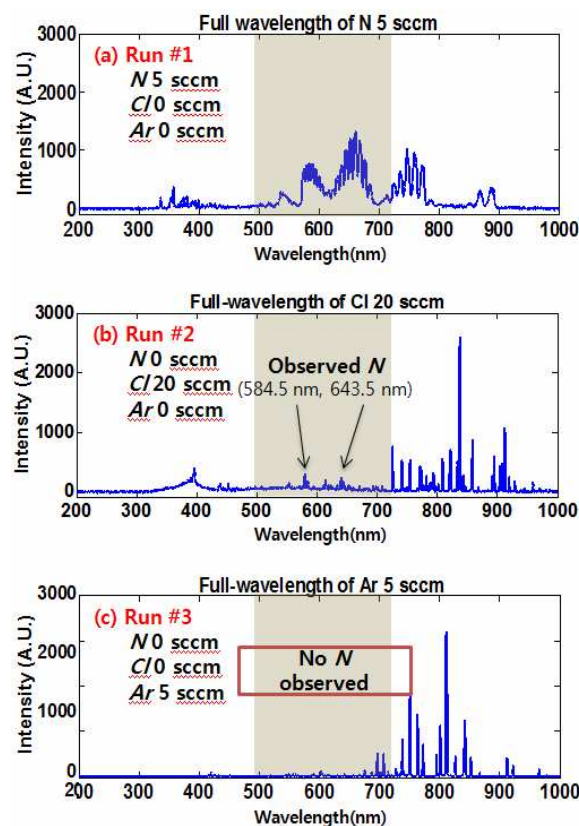 Full wavelength of N 5 sccm
3000
(a) Run #1
N 5 sccm
Cl 0 sccm
Ar 0 sccm
2000
1000
0
Intensity (A.U.)
200 300 400 500 600 700 800 900 1000
Wavelength(nm)
Full-wavelength of Cl 20 sccm
3000
(b) Run #2
N 0 sccm
Cl 20 sccm
Ar 0 sccm
Observed N
(584.5 nm, 643.5 nm)
2000
1000
0
Intensity (A.U.)
200 300 400 500 600 700 800 900 1000
Wavelength(nm)
Full-wavelength of Ar 5 sccm
3000
(c) Run #3
N 0 sccm
Cl 0 sccm
Ar 5 sccm
No N
observed
2000
1000
0
Intensity (A.U.)
200 300 400 500 600 700 800 900 1000
Wavelength(nm)